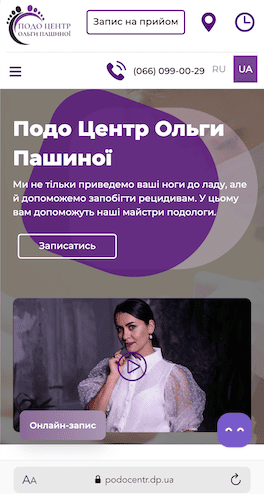 ПОДО ЦЕНТР
ОЛЬГИ ПАШИНОЇ
Запис на прийом
(066) 099-00-29
RU
UA
Подо Центр Ольги
Пашиної
Ми не тільки приведемо ваші ноги до ладу, але
й допоможемо запобігти рецидивам. У цьому
вам допоможуть наші майстри подологи.
Записатись
Онлайн-запис
AA
podocentr.dp.ua